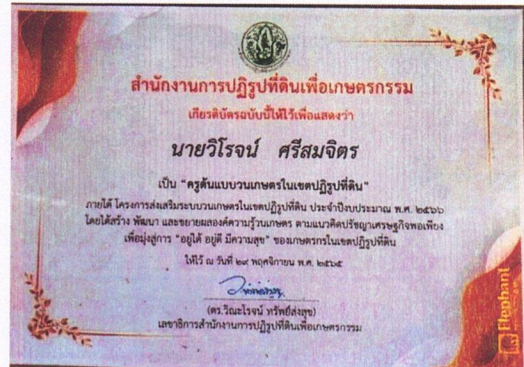 สำนักงานการปฏิรูปที่ดินเพื่อเกษตรกรรม
เกียรติบัตรฉบับนี้ให้ไว้เพื่อแสดงว่า
นายวิโรจน์ ศรีสมจิตร
เป็น "ครูต้นแบบวนเกษตรในเขตปฏิรูปที่ดิน"
ภายใต้ โครงการส่งเสริมระบบวนเกษตรในเขตปฏิรูปที่ดิน ประจำปีงบประมาณ พ.ศ. ๒๕๖๖
โดยได้สร้าง พัฒนา และขยายผลองค์ความรู้วนเกษตร ตามแนวคิดปรัชญาเศรษฐกิจพอเพียง
เพื่อมุ่งสู่การ "อยู่ได้ อยู่ดี มีความสุข" ของเกษตรกรในเขตปฏิรูปที่ดิน
ให้ไว้ ณ วันที่ ๒๙ พฤศจิกายน พ.ศ. ๒๕๖๕
(ดร.วิณะโรจน์ ทรัพย์ส่งสุข)
เลขาธิการสำนักงานการปฏิรูปที่ดินเพื่อเกษตรกรรม
Elephant